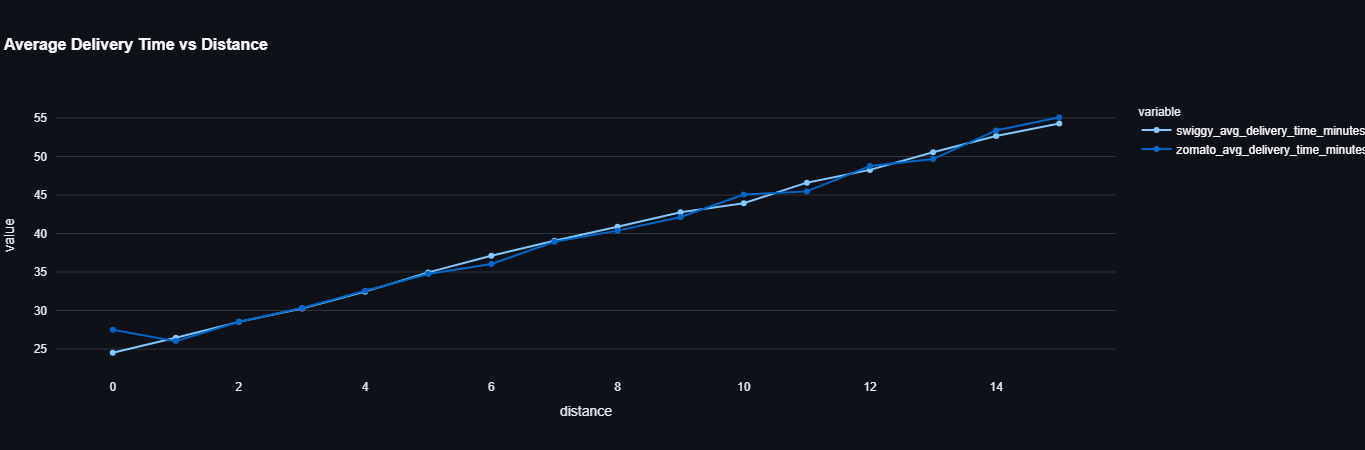 Average Delivery Time vs Distance
variable
swiggy_avg_delivery_time_minutes
zomato_avg_delivery_time_minutes
55
50
45
40
35
30
25
value
0 2 4 6 8 10 12 14
distance